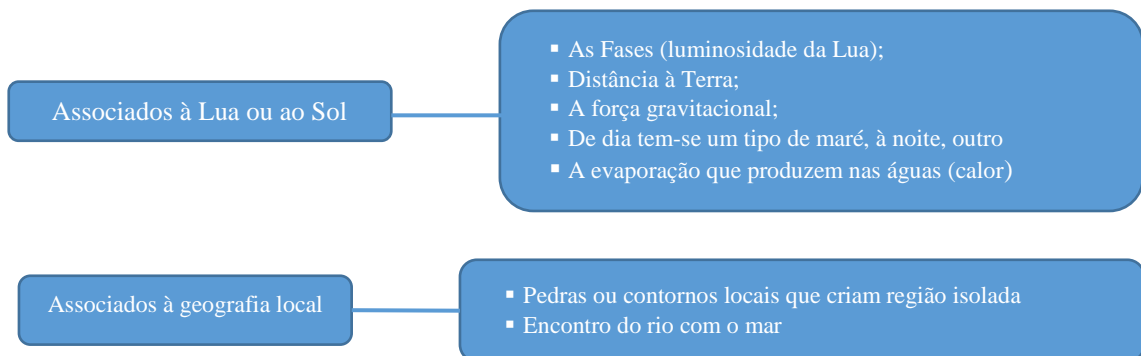 Associados à Lua ou ao Sol
▪ As Fases (luminosidade da Lua);
▪ Distância à Terra;
▪ A força gravitacional;
▪ De dia tem-se um tipo de maré, à noite, outro
▪ A evaporação que produzem nas águas (calor)
Associados à geografia local
▪ Pedras ou contornos locais que criam região isolada
▪ Encontro do rio com o mar